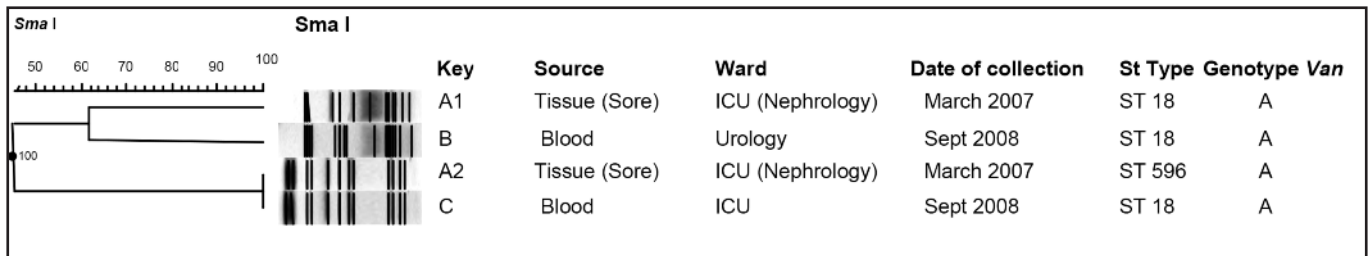 Sma I Sma I
50 60 70 80 90 100
Key Source Ward Date of collection St Type Genotype Van
A1 Tissue (Sore) ICU (Nephrology) March 2007 ST 18 A
B Blood Urology Sept 2008 ST 18 A
100
A2 Tissue (Sore) ICU (Nephrology) March 2007 ST 596 A
C Blood ICU Sept 2008 ST 18 A